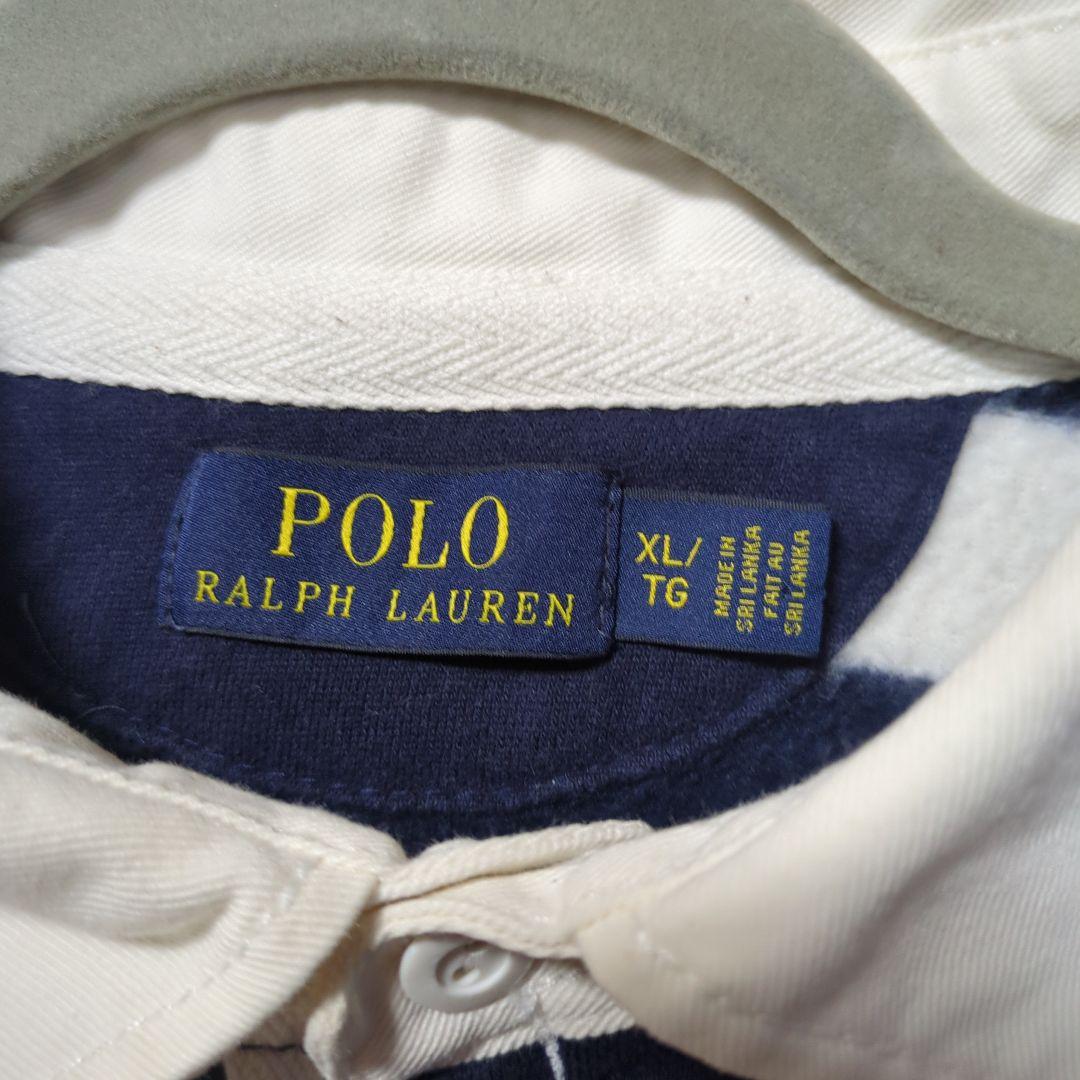 POLO
RALPH LAUREN
XL/
TG
MADE IN
SRI LANKA
FAIT AU
SRI LANKA